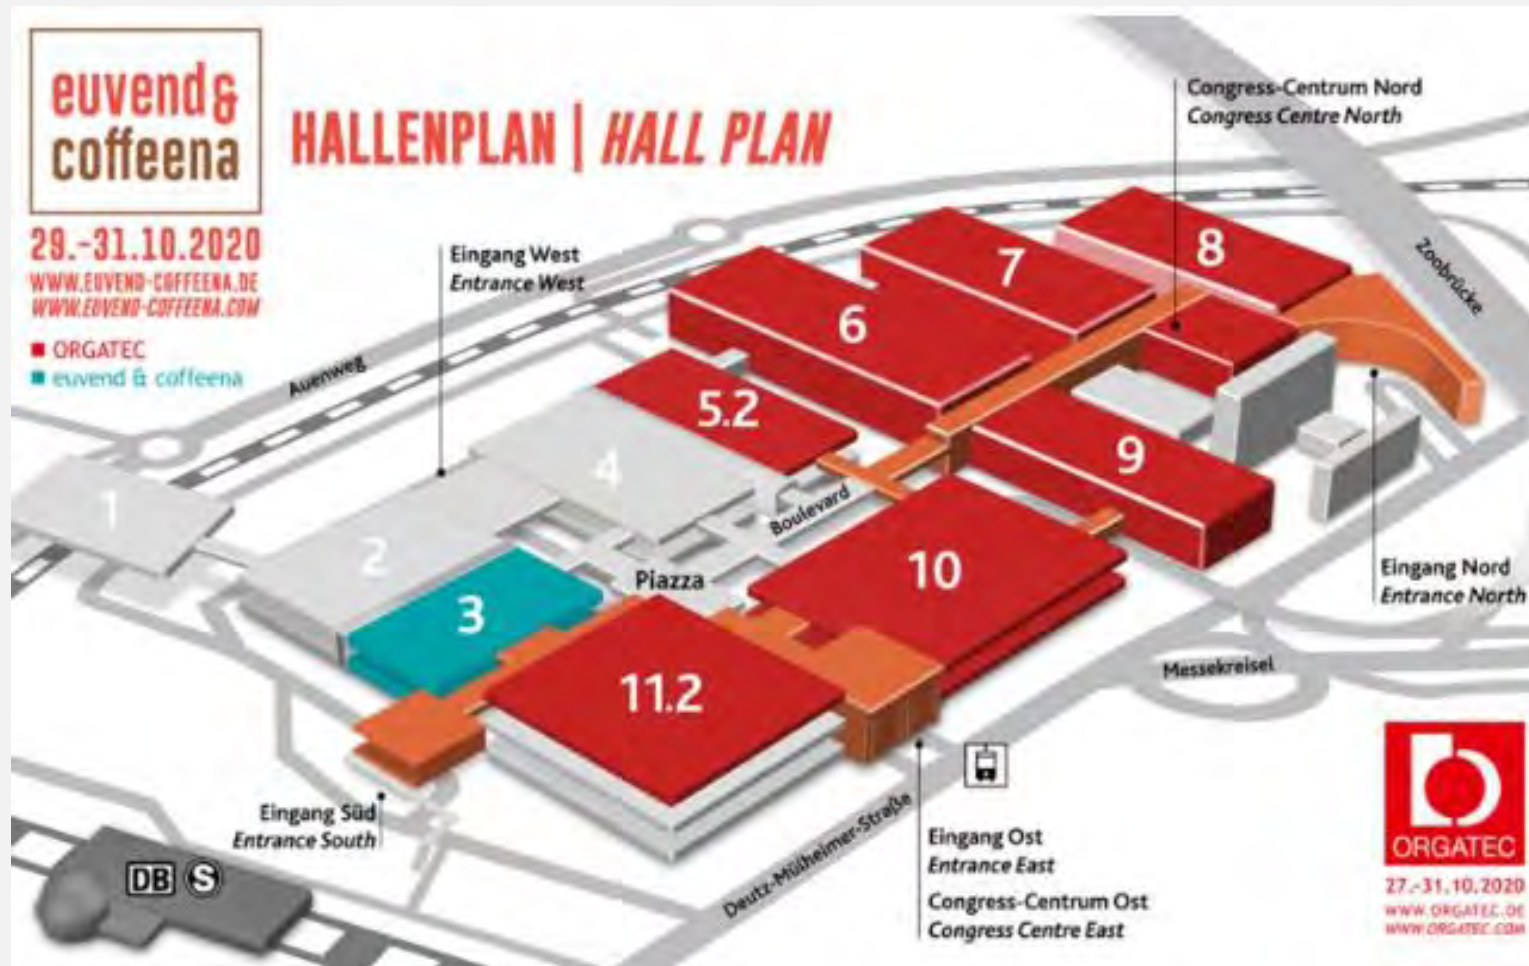 euvend &
coffeena
HALLENPLAN | HALL PLAN
29.-31.10.2020
WWW.EUVEND-COFFEENA.DE
WWW.EUVEND-COFFEENA.COM
ORGATEC
euvend & coffeena
Congress-Centrum Nord
Congress Centre North
Eingang West
Entrance West
Auenweg
Zoobrücke
1
2
3
4
5.2
6
7
8
9
10
11.2
Boulevard
Piazza
Eingang Nord
Entrance North
Messekreisel
Eingang Süd
Entrance South
DB S
Deutz-Mülheimer-Straße
Eingang Ost
Entrance East
Congress-Centrum Ost
Congress Centre East
ORGATEC
27.-31.10.2020
WWW.ORGATEC.DE
WWW.ORGATEC.COM